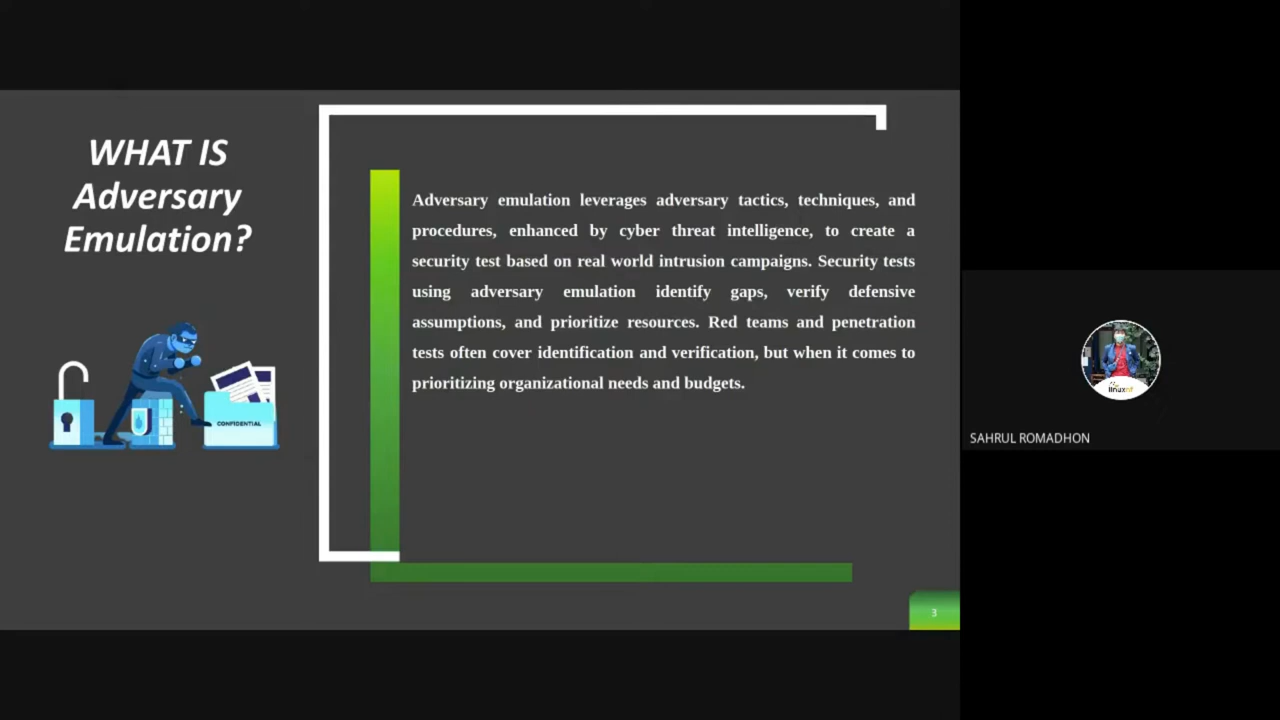 WHAT IS
Adversary
Emulation?
Adversary emulation leverages adversary tactics, techniques, and
procedures, enhanced by cyber threat intelligence, to create a
security test based on real world intrusion campaigns. Security tests
using adversary emulation identify gaps, verify defensive
assumptions, and prioritize resources. Red teams and penetration
tests often cover identification and verification, but when it comes to
prioritizing organizational needs and budgets.
CONFIDENTIAL
3
linuxnf
SAHRUL ROMADHON